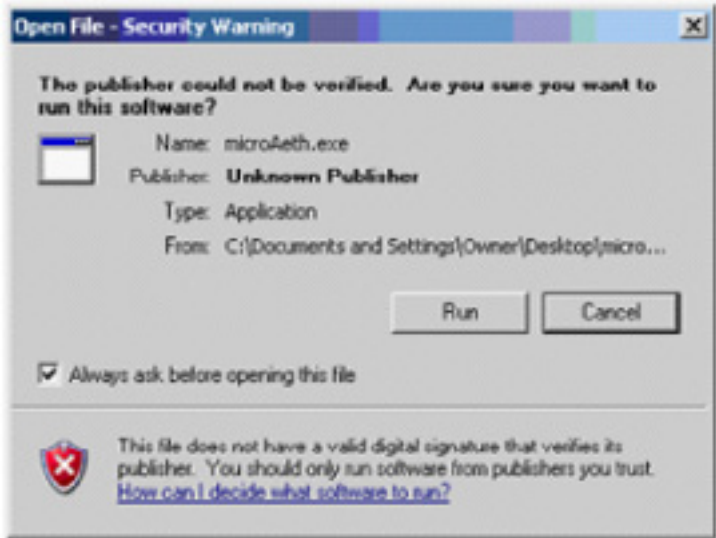 Open File - Security Warning
The publisher could not be verified.  Are you sure you want to
run this software?
Name: microAeth.exe
Publisher: Unknown Publisher
Type: Application
From: C:\Documents and Settings\Owner\Desktop\micro...
Run
Cancel
Always ask before opening this file
This file does not have a valid digital signature that verifies its
publisher.  You should only run software from publishers you trust.
How can I decide what software to run?